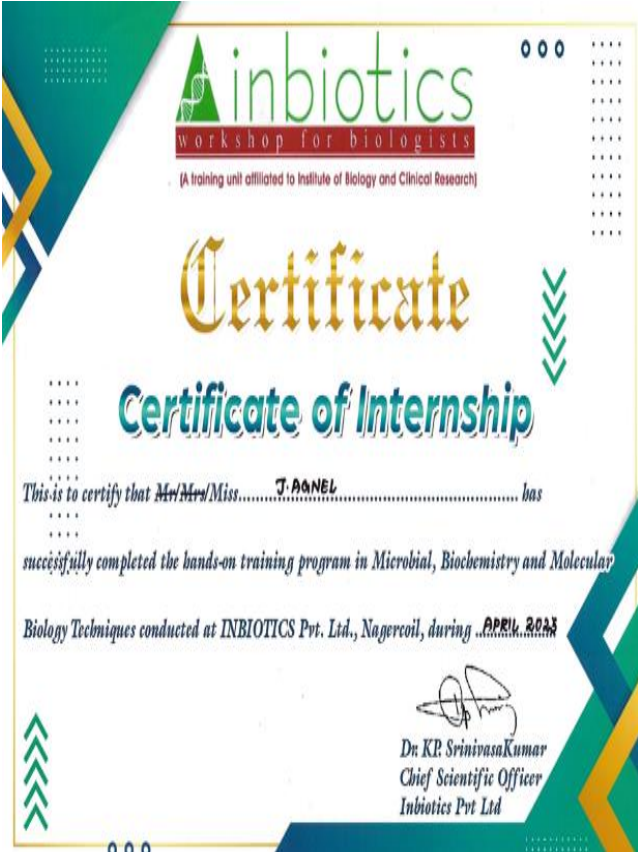 inbiotics
workshop for biologists
(A training unit affiliated to Institute of Biology and Clinical Research)
Certificate
Certificate of Internship
This is to certify that Mr/Mrs/Miss..........J.AGNEL.......................................................... has
successfully completed the hands-on training program in Microbial, Biochemistry and Molecular
Biology Techniques conducted at INBIOTICS Pvt. Ltd., Nagercoil, during ..APRIL 2023
Dr. KP. SrinivasaKumar
Chief Scientific Officer
Inbiotics Pvt Ltd